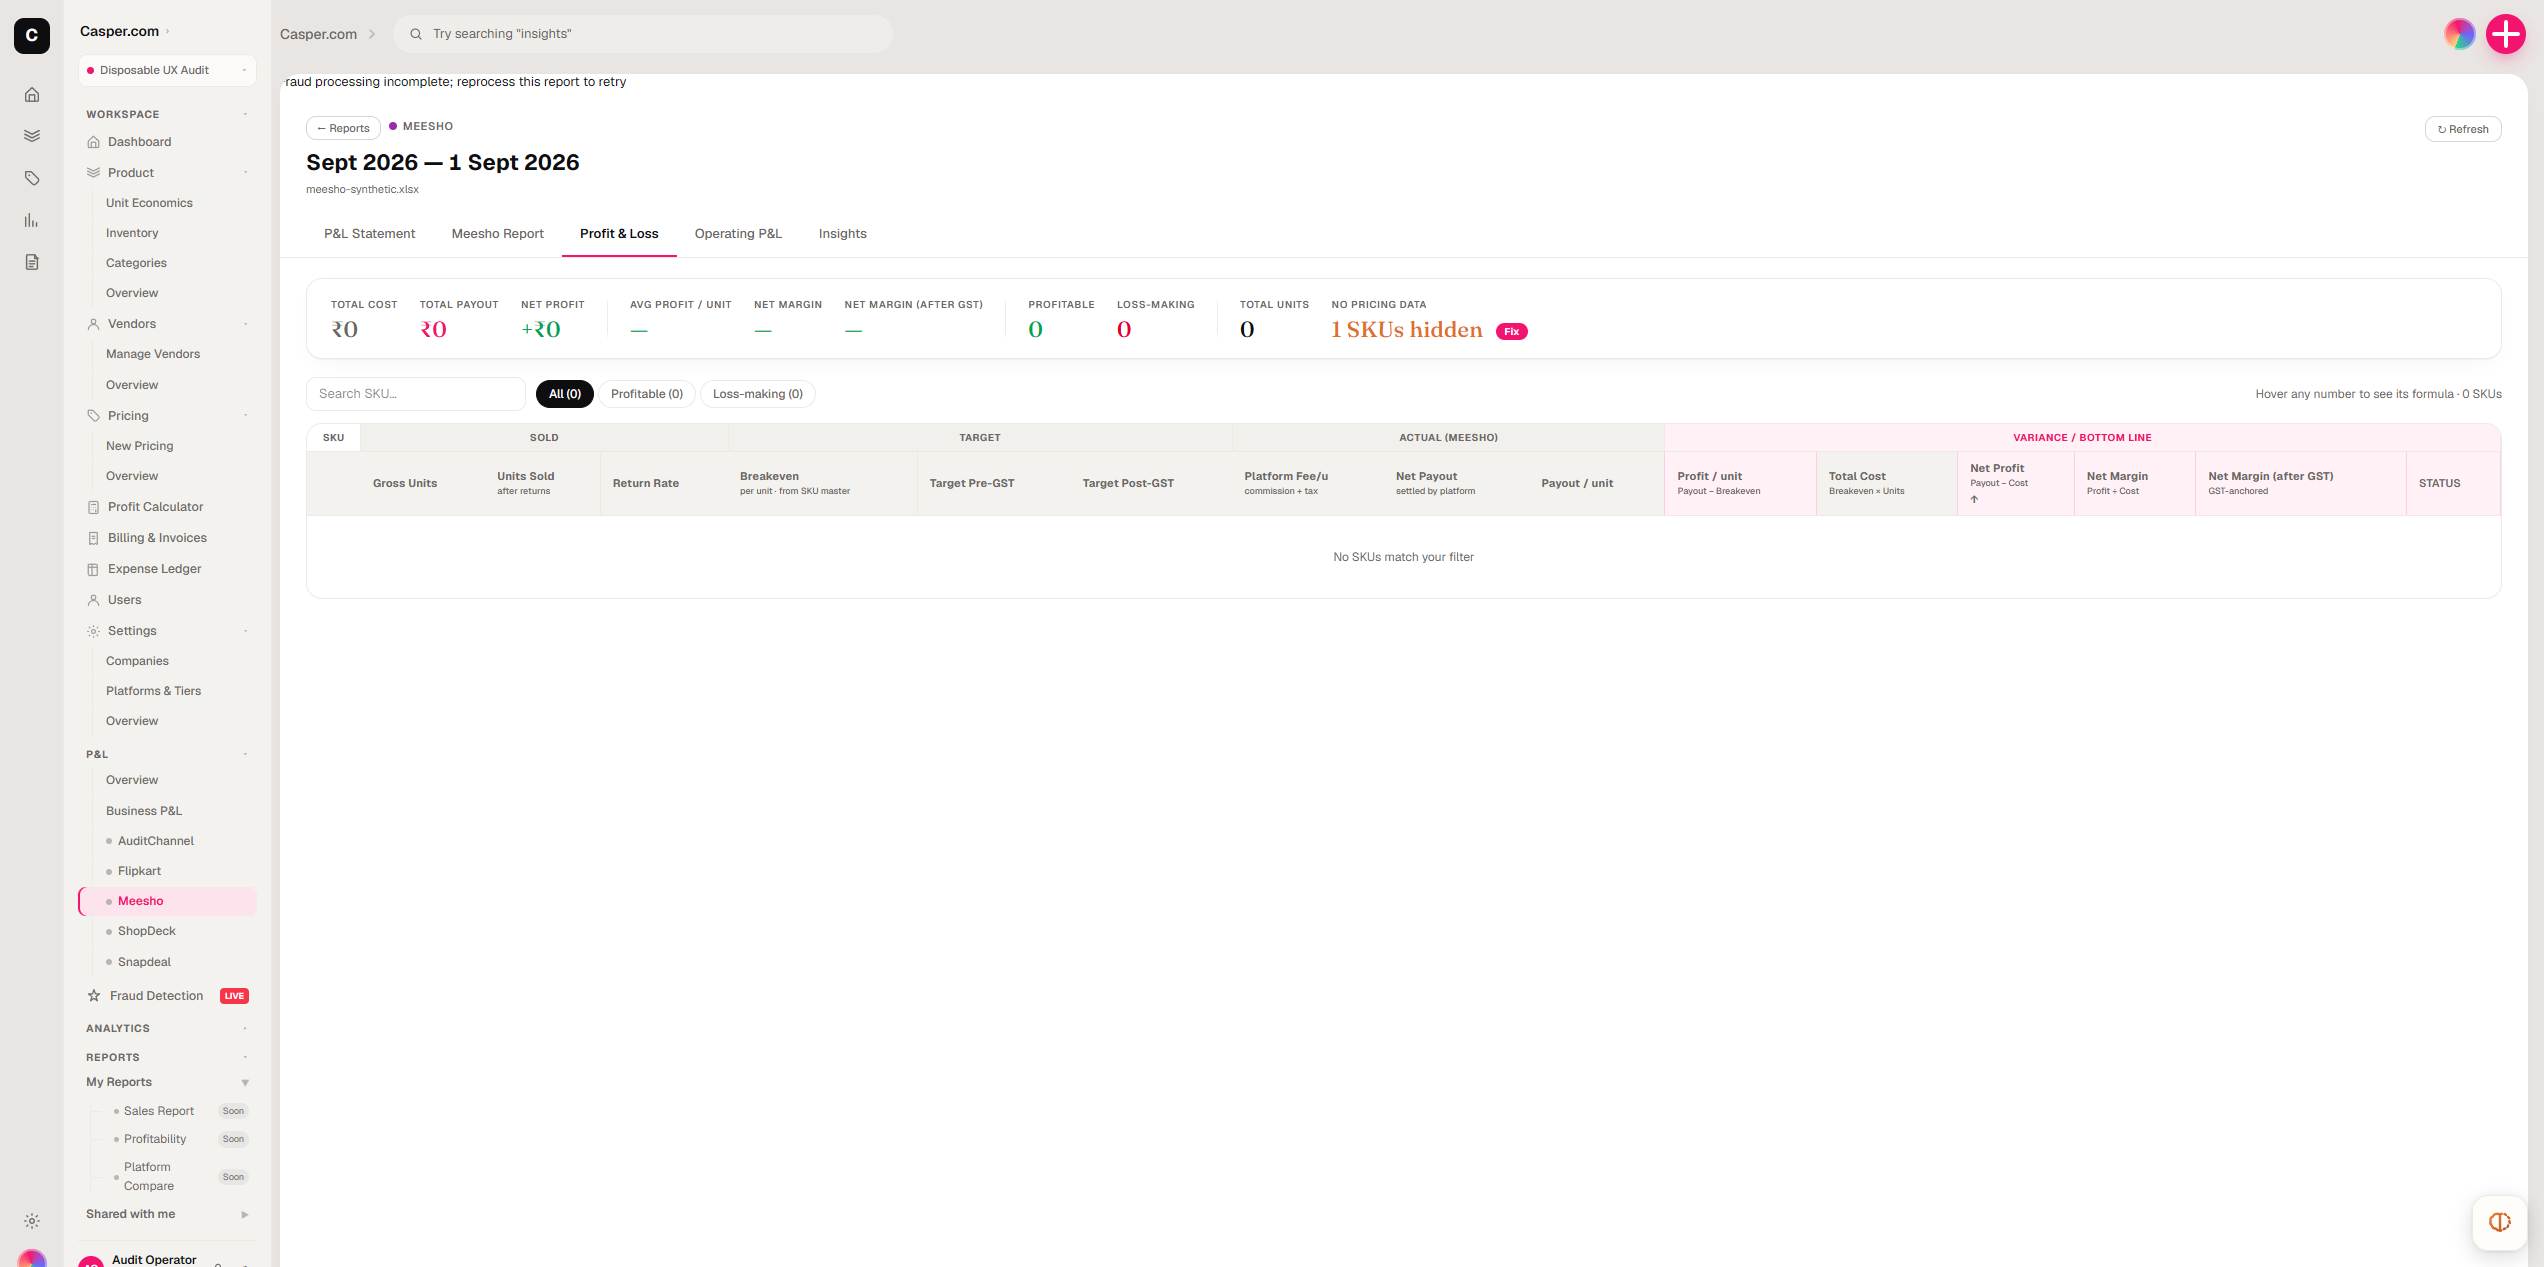 C
Casper.com
Disposable UX Audit
WORKSPACE
Dashboard
Product
Unit Economics
Inventory
Categories
Overview
Vendors
Manage Vendors
Overview
Pricing
New Pricing
Overview
Profit Calculator
Billing & Invoices
Expense Ledger
Users
Settings
Companies
Platforms & Tiers
Overview
P&L
Overview
Business P&L
AuditChannel
Flipkart
Meesho
ShopDeck
Snapdeal
Fraud Detection LIVE
ANALYTICS
REPORTS
My Reports
Sales Report Soon
Profitability Soon
Platform Compare Soon
Shared with me
Audit Operator
Casper.com
Try searching "insights"
raud processing incomplete; reprocess this report to retry
← Reports
MEESHO
↻ Refresh
Sept 2026 — 1 Sept 2026
meesho-synthetic.xlsx
P&L Statement Meesho Report Profit & Loss Operating P&L Insights
TOTAL COST TOTAL PAYOUT NET PROFIT AVG PROFIT / UNIT NET MARGIN NET MARGIN (AFTER GST) PROFITABLE LOSS-MAKING TOTAL UNITS NO PRICING DATA
₹0 ₹0 +₹0 — — — 0 0 0 1 SKUs hidden Fix
Search SKU... All (0) Profitable (0) Loss-making (0) Hover any number to see its formula · 0 SKUs
SKU SOLD TARGET ACTUAL (MEESHO) VARIANCE / BOTTOM LINE
Gross Units
Units Sold
after returns
Return Rate
Breakeven
per unit · from SKU master
Target Pre-GST
Target Post-GST
Platform Fee/u
commission + tax
Net Payout
settled by platform
Payout / unit
Profit / unit
Payout − Breakeven
Total Cost
Breakeven × Units
Net Profit
Payout − Cost
↑
Net Margin
Profit ÷ Cost
Net Margin (after GST)
GST-anchored
STATUS
No SKUs match your filter